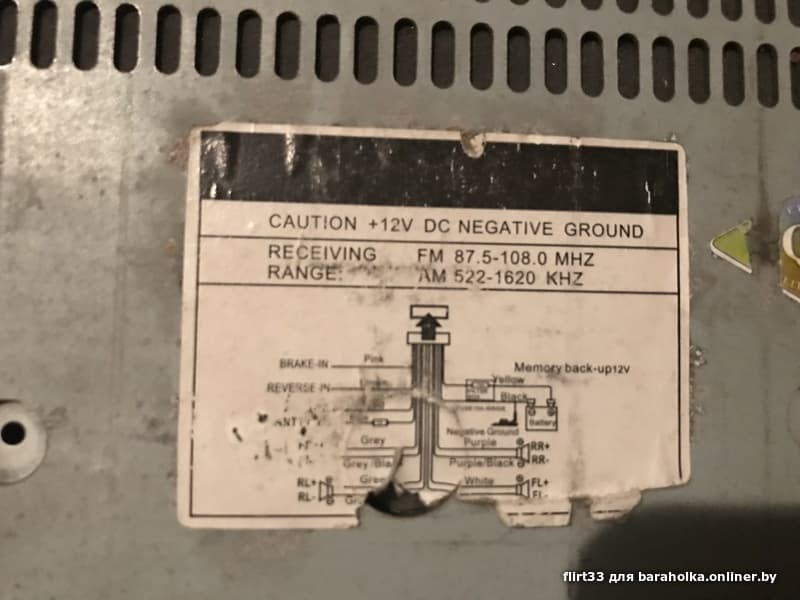 CAUTION +12V DC NEGATIVE GROUND
RECEIVING FM 87.5-108.0 MHZ
RANGE: AM 522-1620 KHZ
BRAKE-IN Pink
Memory back-up12V
REVERSE IN
Yellow
Black
Battery
Negative Ground
Grey
Purple RR+
Purple/Black RR-
RL+ White FL+
RL-
flirt33 для baraholka.onliner.by